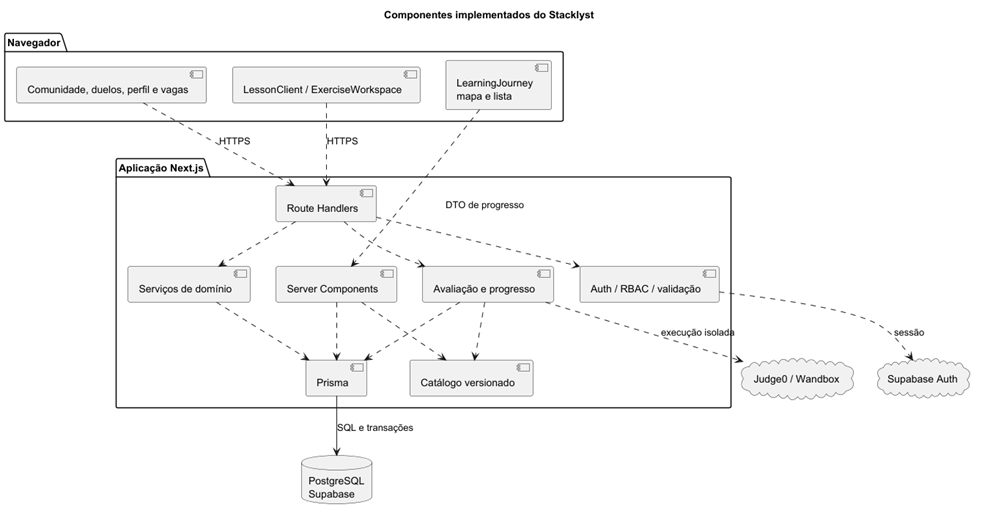 Componentes implementados do Stacklyst
Navegador
Comunidade, duelos, perfil e vagas
LessonClient / ExerciseWorkspace
LearningJourney
mapa e lista
HTTPS
HTTPS
Aplicação Next.js
Route Handlers
DTO de progresso
Serviços de domínio
Server Components
Avaliação e progresso
Auth / RBAC / validação
execução isolada
sessão
Prisma
Catálogo versionado
Judge0 / Wandbox
Supabase Auth
SQL e transações
PostgreSQL
Supabase